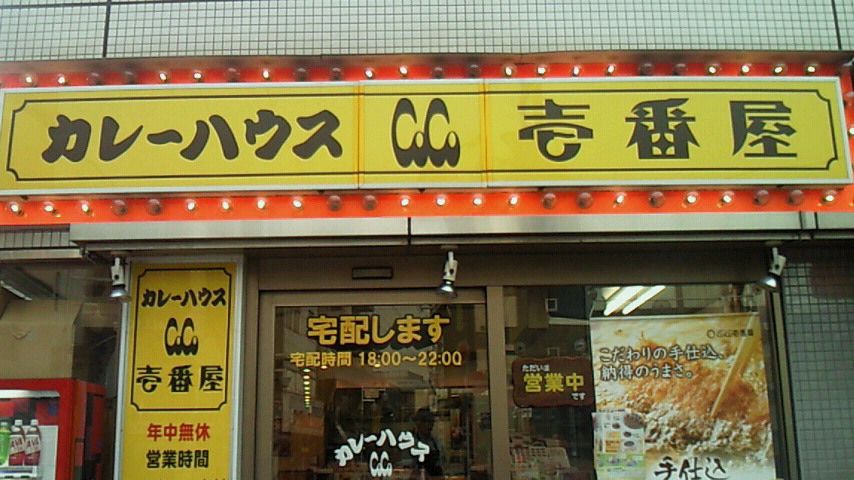 カレーハウス CoCo 壱番屋
カレーハウス
CoCo
壱番屋
年中無休
営業時間
宅配します
宅配時間 18:00～22:00
カレーハウス
CoCo
ただいま
営業中
です
こだわりの手仕込、
納得のうまさ。
手仕込